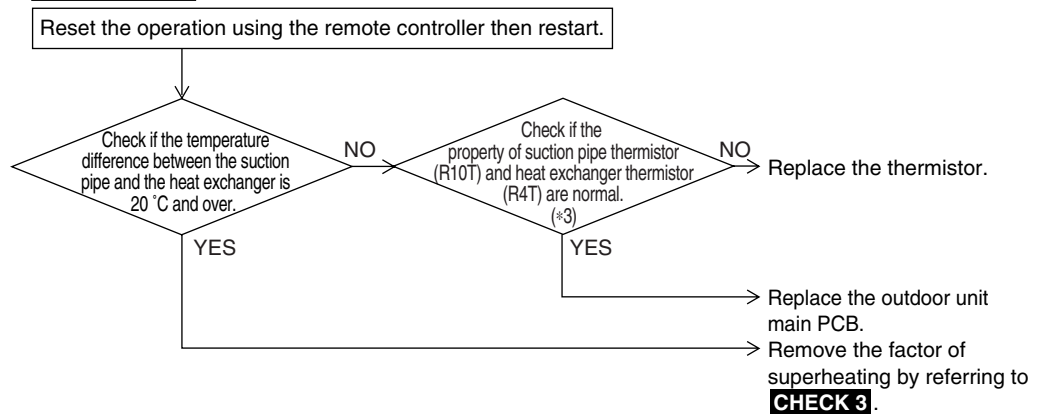 Reset the operation using the remote controller then restart.
Check if the temperature
difference between the suction
pipe and the heat exchanger is
20 ˚C and over.
NO
YES
Check if the
property of suction pipe thermistor
(R10T) and heat exchanger thermistor
(R4T) are normal.
(*3)
NO
YES
Replace the thermistor.
Replace the outdoor unit
main PCB.
Remove the factor of
superheating by referring to
CHECK 3.